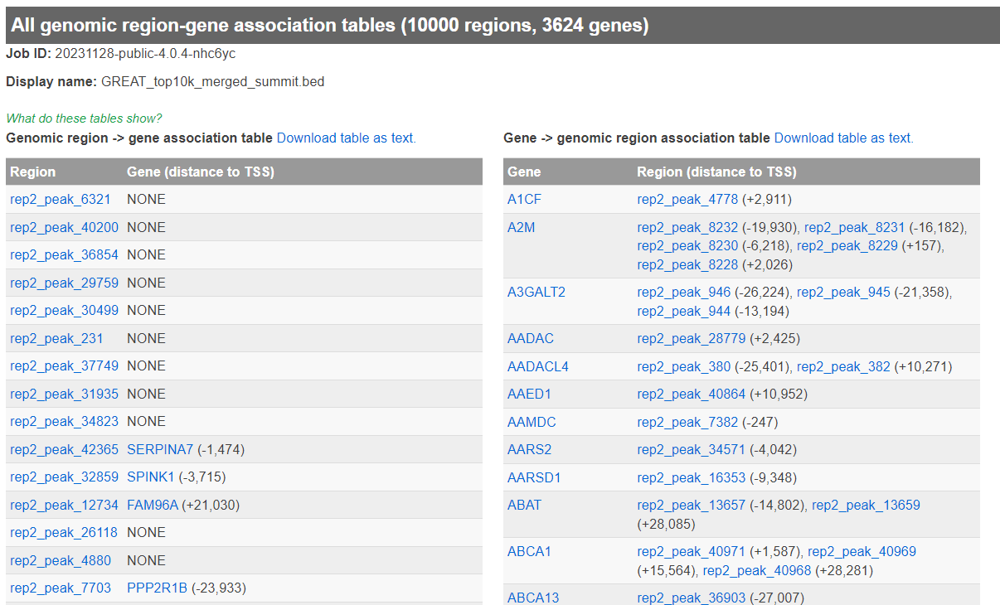 All genomic region-gene association tables (10000 regions, 3624 genes)
Job ID: 20231128-public-4.0.4-nhc6yc
Display name: GREAT_top10k_merged_summit.bed
What do these tables show?
Genomic region -> gene association table Download table as text.
Region Gene (distance to TSS)
rep2_peak_6321 NONE
rep2_peak_40200 NONE
rep2_peak_36854 NONE
rep2_peak_29759 NONE
rep2_peak_30499 NONE
rep2_peak_231 NONE
rep2_peak_37749 NONE
rep2_peak_31935 NONE
rep2_peak_34823 NONE
rep2_peak_42365 SERPINA7 (-1,474)
rep2_peak_32859 SPINK1 (-3,715)
rep2_peak_12734 FAM96A (+21,030)
rep2_peak_26118 NONE
rep2_peak_4880 NONE
rep2_peak_7703 PPP2R1B (-23,933)
Gene -> genomic region association table Download table as text.
Gene Region (distance to TSS)
A1CF rep2_peak_4778 (+2,911)
A2M rep2_peak_8232 (-19,930), rep2_peak_8231 (-16,182),
rep2_peak_8230 (-6,218), rep2_peak_8229 (+157),
rep2_peak_8228 (+2,026)
A3GALT2 rep2_peak_946 (-26,224), rep2_peak_945 (-21,358),
rep2_peak_944 (-13,194)
AADAC rep2_peak_28779 (+2,425)
AADACL4 rep2_peak_380 (-25,401), rep2_peak_382 (+10,271)
AAED1 rep2_peak_40864 (+10,952)
AAMDC rep2_peak_7382 (-247)
AARS2 rep2_peak_34571 (-4,042)
AARSD1 rep2_peak_16353 (-9,348)
ABAT rep2_peak_13657 (-14,802), rep2_peak_13659
(+28,085)
ABCA1 rep2_peak_40971 (+1,587), rep2_peak_40969
(+15,564), rep2_peak_40968 (+28,281)
ABCA13 rep2_peak_36903 (-27,007)